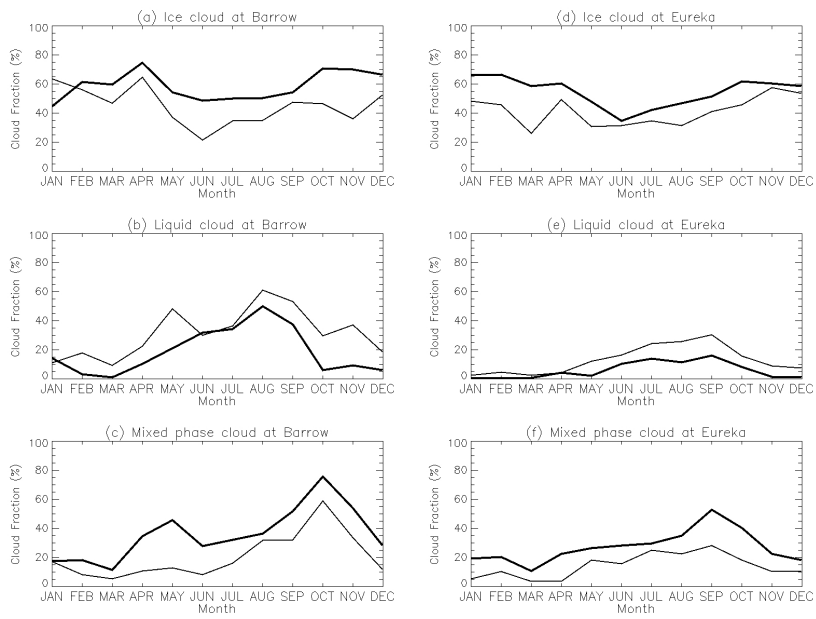 (a) Ice cloud at Barrow
100
80
60
40
20
0
Cloud Fraction (%)
JAN FEB MAR APR MAY JUN JUL AUG SEP OCT NOV DEC
Month
(d) Ice cloud at Eureka
100
80
60
40
20
0
Cloud Fraction (%)
JAN FEB MAR APR MAY JUN JUL AUG SEP OCT NOV DEC
Month
(b) Liquid cloud at Barrow
100
80
60
40
20
0
Cloud Fraction (%)
JAN FEB MAR APR MAY JUN JUL AUG SEP OCT NOV DEC
Month
(e) Liquid cloud at Eureka
100
80
60
40
20
0
Cloud Fraction (%)
JAN FEB MAR APR MAY JUN JUL AUG SEP OCT NOV DEC
Month
(c) Mixed phase cloud at Barrow
100
80
60
40
20
0
Cloud Fraction (%)
JAN FEB MAR APR MAY JUN JUL AUG SEP OCT NOV DEC
Month
(f) Mixed phase cloud at Eureka
100
80
60
40
20
0
Cloud Fraction (%)
JAN FEB MAR APR MAY JUN JUL AUG SEP OCT NOV DEC
Month